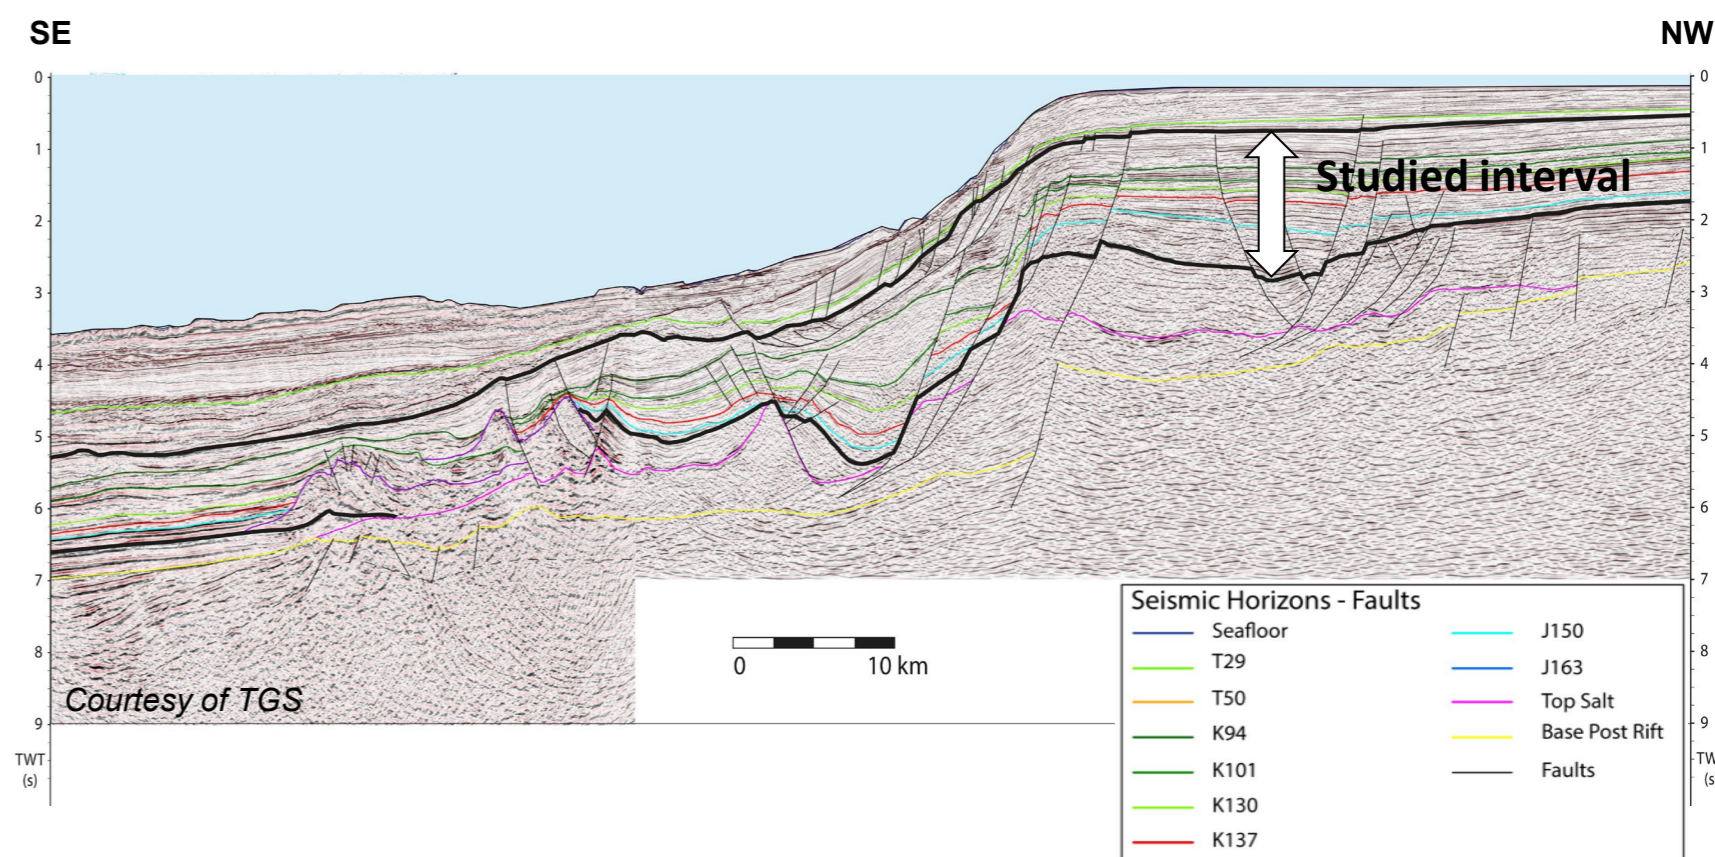 SE
NW
0
1
2
3
4
5
6
7
8
9
TWT
(s)
0
1
2
3
4
5
6
7
8
9
TW
(s
Studied interval
0 10 km
Courtesy of TGS
Seismic Horizons - Faults
Seafloor
T29
T50
K94
K101
K130
K137
J150
J163
Top Salt
Base Post Rift
Faults